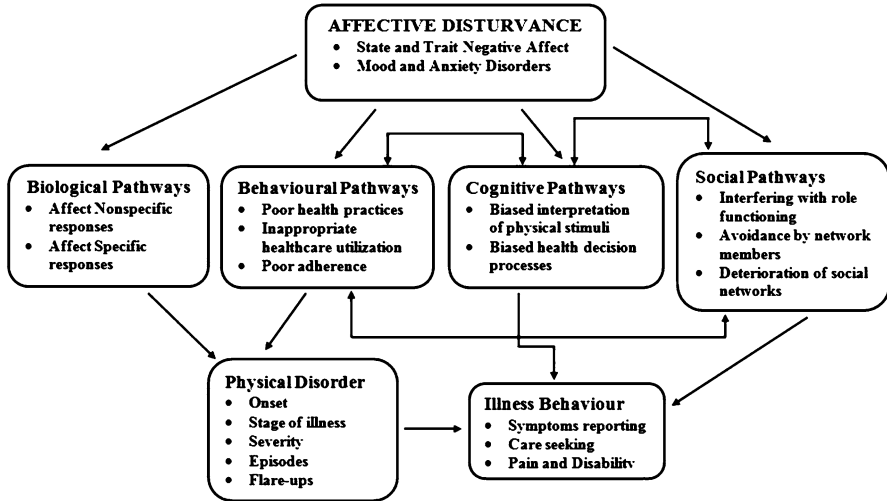 AFFECTIVE DISTURVANCE
• State and Trait Negative Affect
• Mood and Anxiety Disorders
Biological Pathways
• Affect Nonspecific
responses
• Affect Specific
responses
Behavioural Pathways
• Poor health practices
• Inappropriate
healthcare utilization
• Poor adherence
Cognitive Pathways
• Biased interpretation
of physical stimuli
• Biased health decision
processes
Social Pathways
• Interfering with role
functioning
• Avoidance by network
members
• Deterioration of social
networks
Physical Disorder
• Onset
• Stage of illness
• Severity
• Episodes
• Flare-ups
Illness Behaviour
• Symptoms reporting
• Care seeking
• Pain and Disability